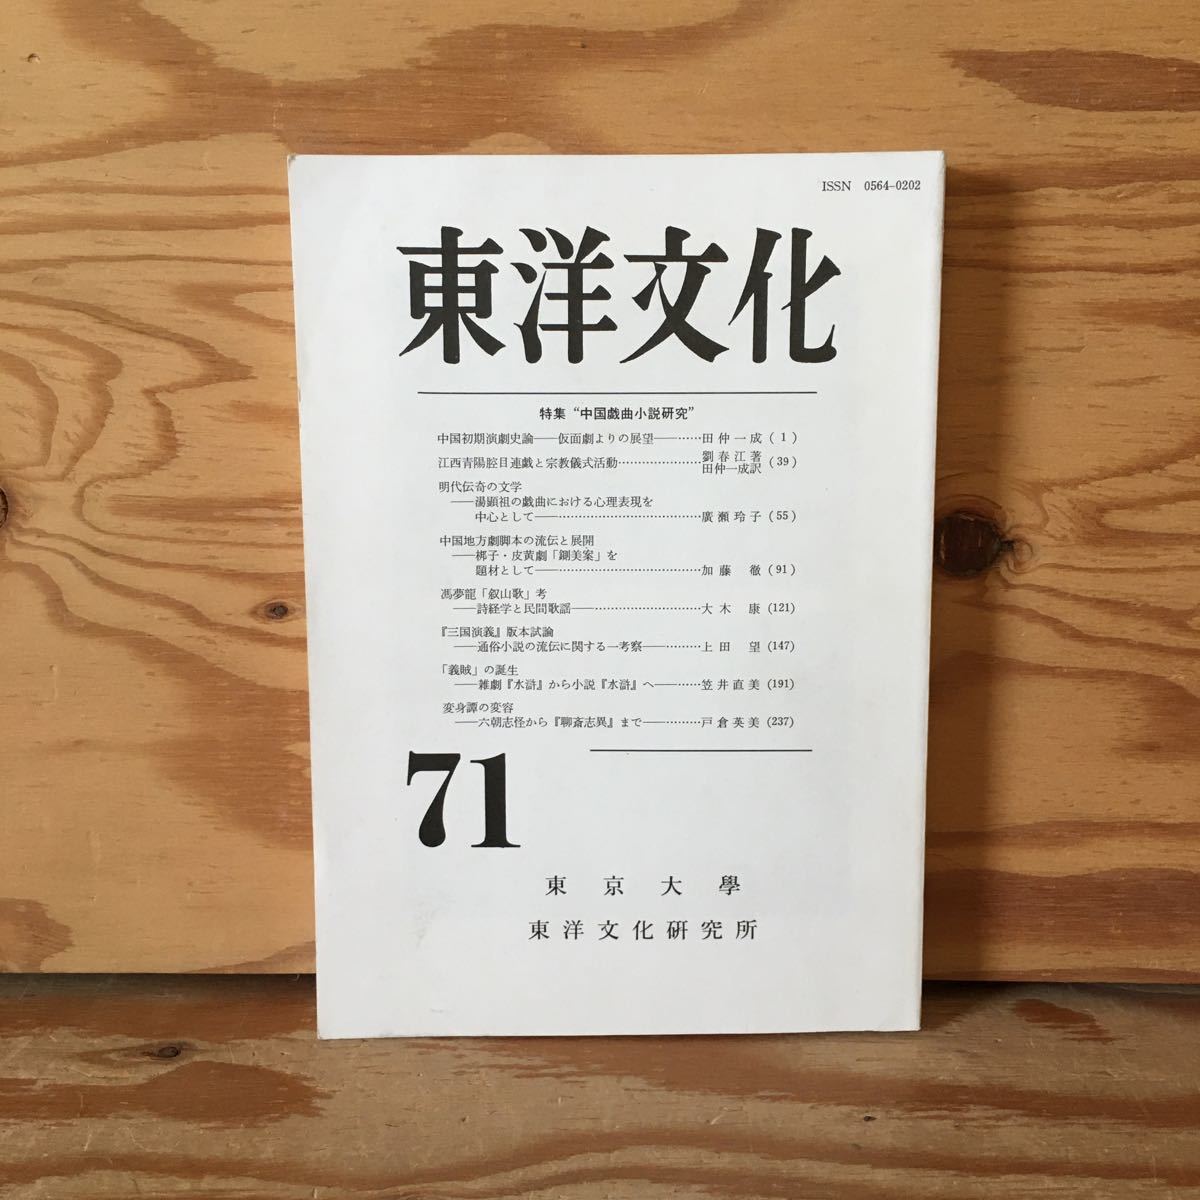 ISSN 0564-0202
東洋文化
特集 “中国戯曲小説研究”
中国初期演劇史論——仮面劇よりの展望——……田仲一成(1)
江西青陽腔目連戯と宗教儀式活動…………………劉春江著 田仲一成訳(39)
明代伝奇の文学
——湯顕祖の戯曲における心理表現を
中心として——………………………………廣瀬玲子(55)
中国地方劇脚本の流伝と展開
——梆子・皮黄劇「鍘美案」を
題材として——………………………………加藤 徹(91)
馮夢龍「叙山歌」考
——詩経学と民間歌謡——………………………大木 康(121)
『三国演義』版本試論
——通俗小説の流伝に関する一考察——………上田 望(147)
「義賊」の誕生
——雑劇『水滸』から小説『水滸』へ——……笠井直美(191)
変身譚の変容
——六朝志怪から『聊斎志異』まで——………戸倉英美(237)
71
東京大學
東洋文化研究所